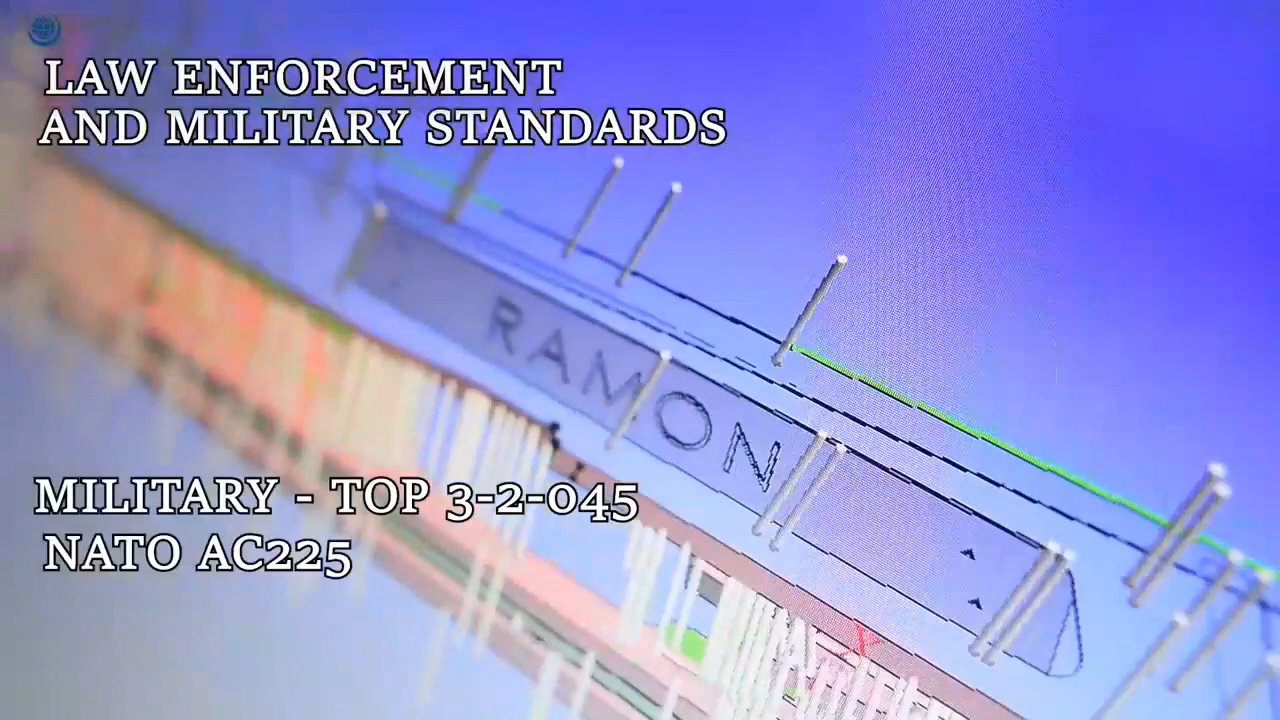 LAW ENFORCEMENT
AND MILITARY STANDARDS
RAMON
MILITARY - TOP 3-2-045
NATO AC225